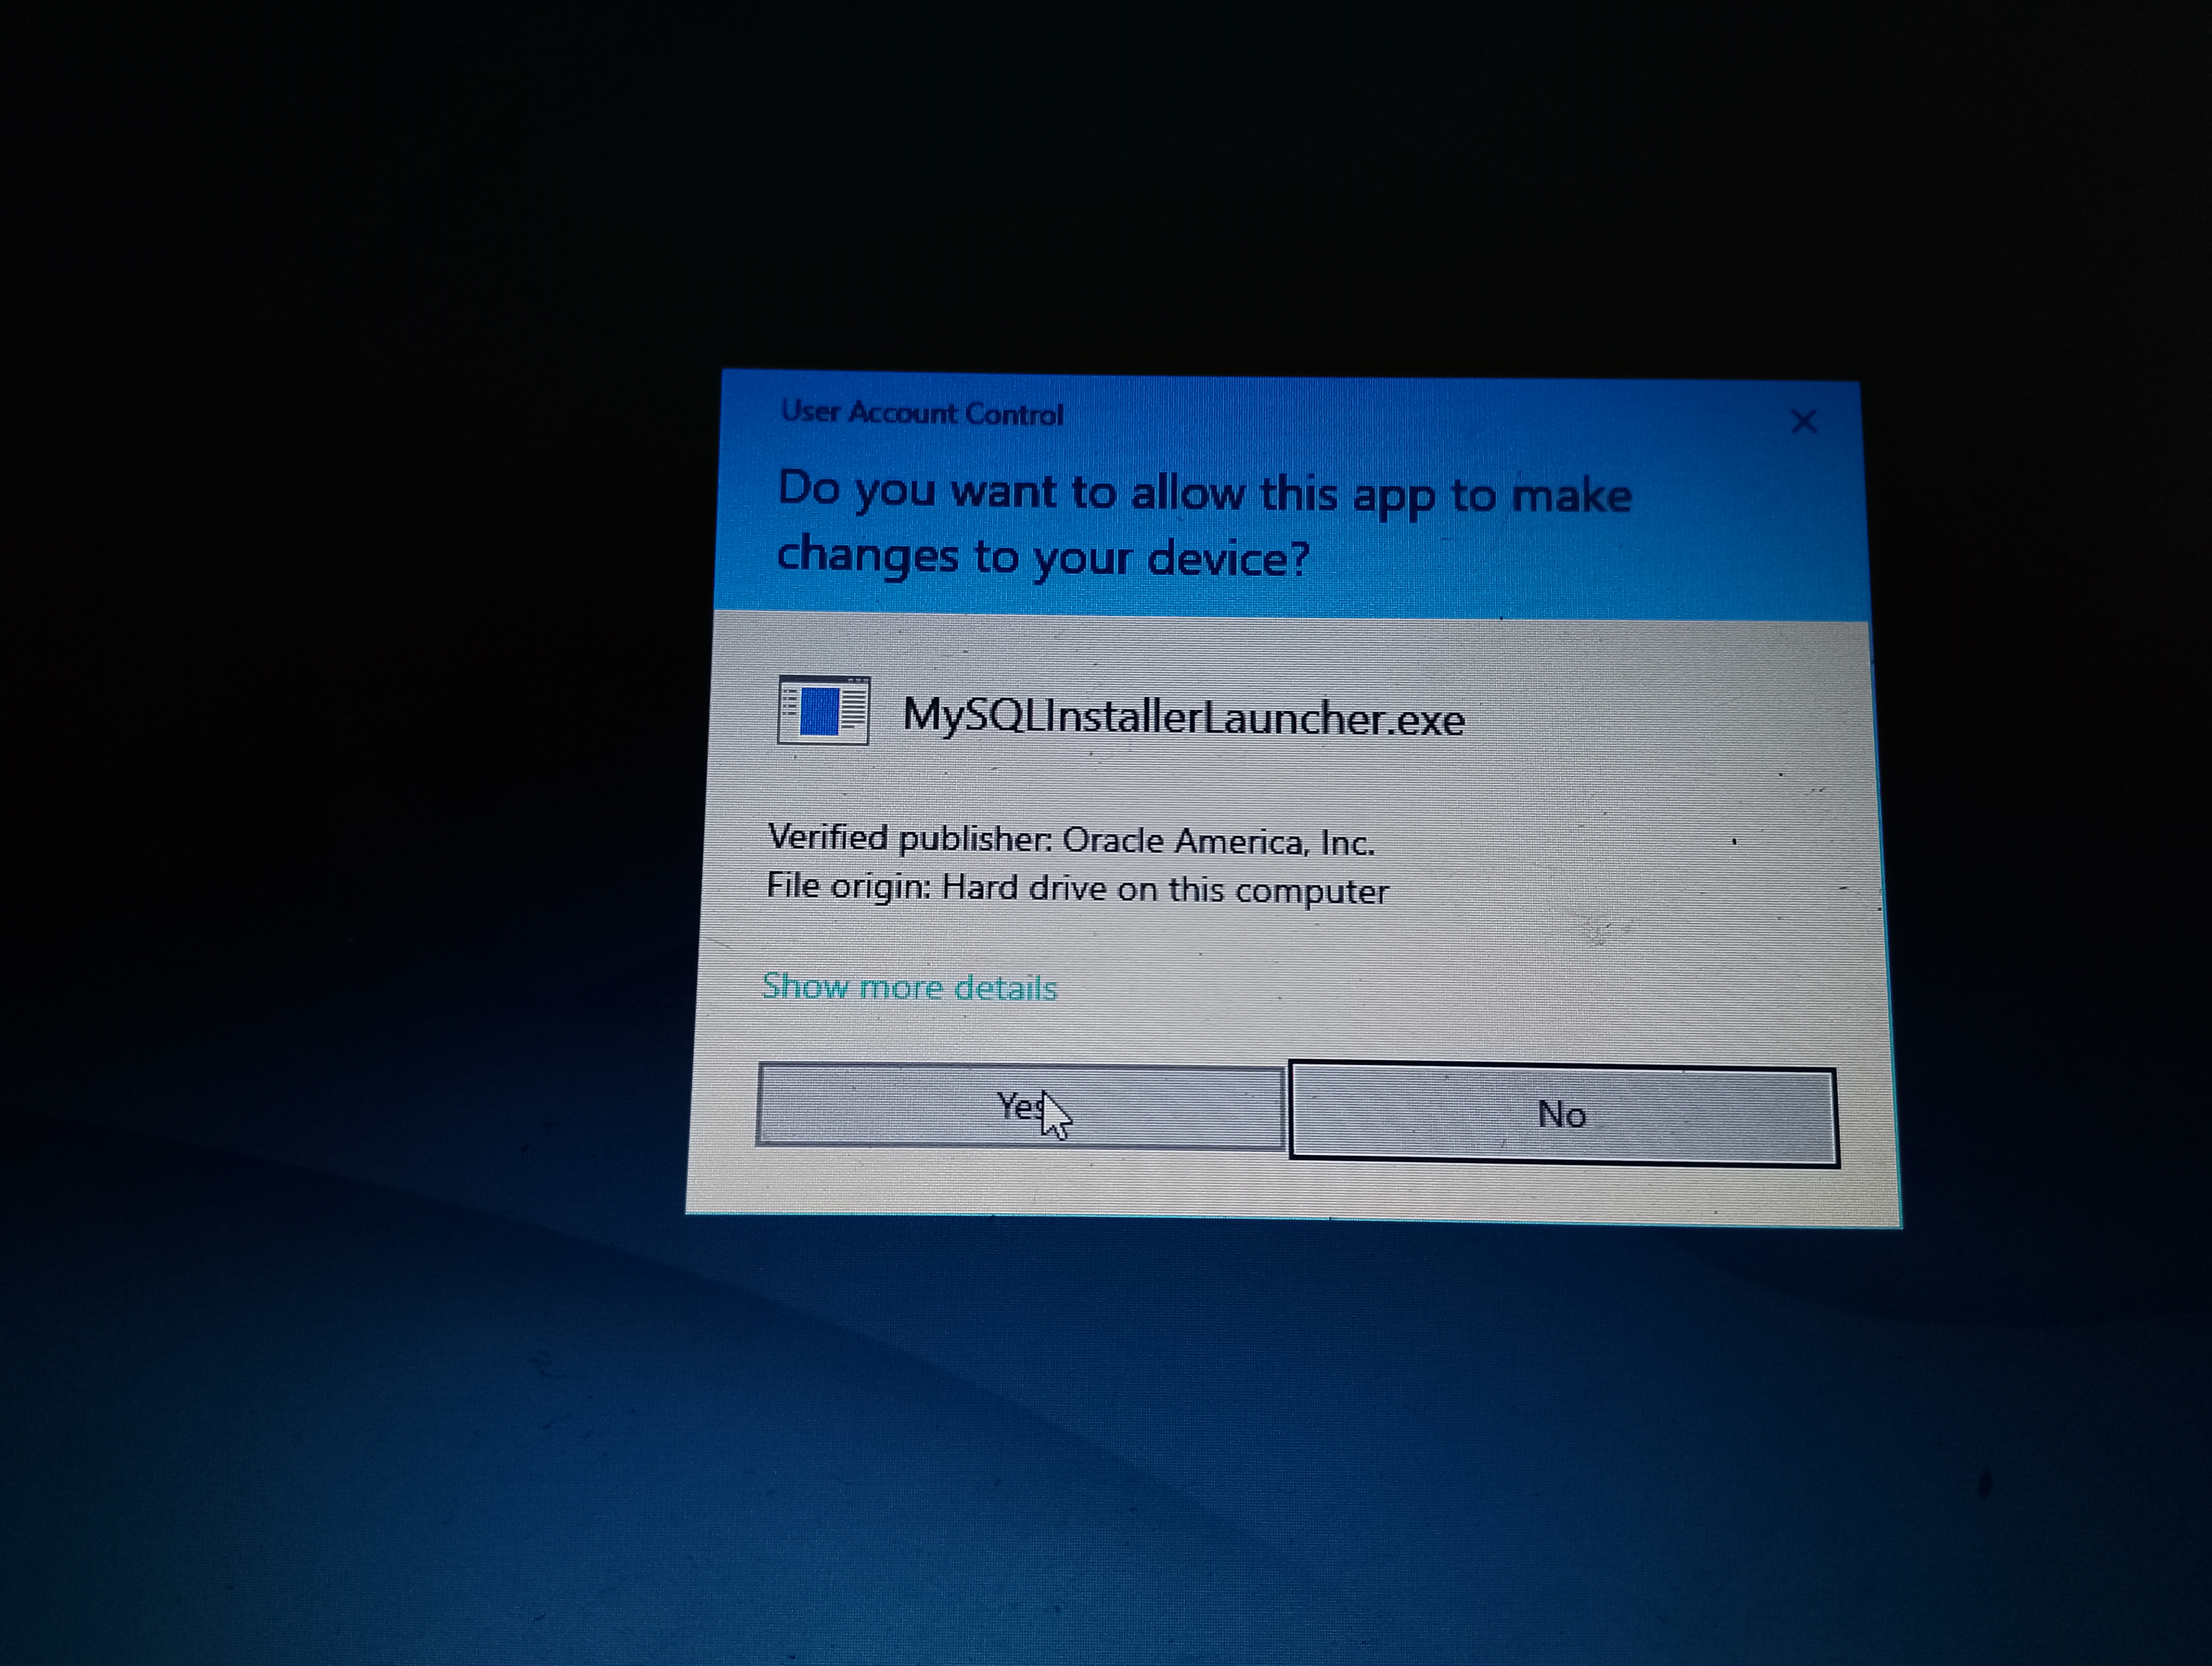 User Account Control
Do you want to allow this app to make
changes to your device?
MySQLInstallerLauncher.exe
Verified publisher: Oracle America, Inc.
File origin: Hard drive on this computer
Show more details
Yes
No